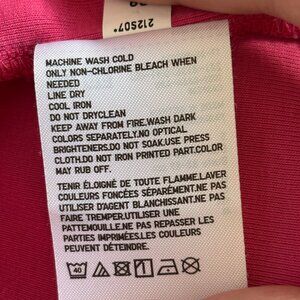 212S07*
MACHINE WASH COLD
ONLY NON-CHLORINE BLEACH WHEN
NEEDED
LINE DRY
COOL IRON
DO NOT DRYCLEAN
KEEP AWAY FROM FIRE.WASH DARK
COLORS SEPARATELY.NO OPTICAL
BRIGHTENERS.DO NOT SOAK.USE PRESS
CLOTH.DO NOT IRON PRINTED PART.COLOR
MAY RUB OFF.
TENIR ÉLOIGNÉ DE TOUTE FLAMME.LAVER
COULEURS FONCÉES SÉPARÉMENT.NE PAS
UTILISER D'AGENT BLANCHISSANT.NE PAS
FAIRE TREMPER.UTILISER UNE
PATTEMOUILLE.NE PAS REPASSER LES
PARTIES IMPRIMÉES.LES COULEURS
PEUVENT DÉTEINDRE.
40